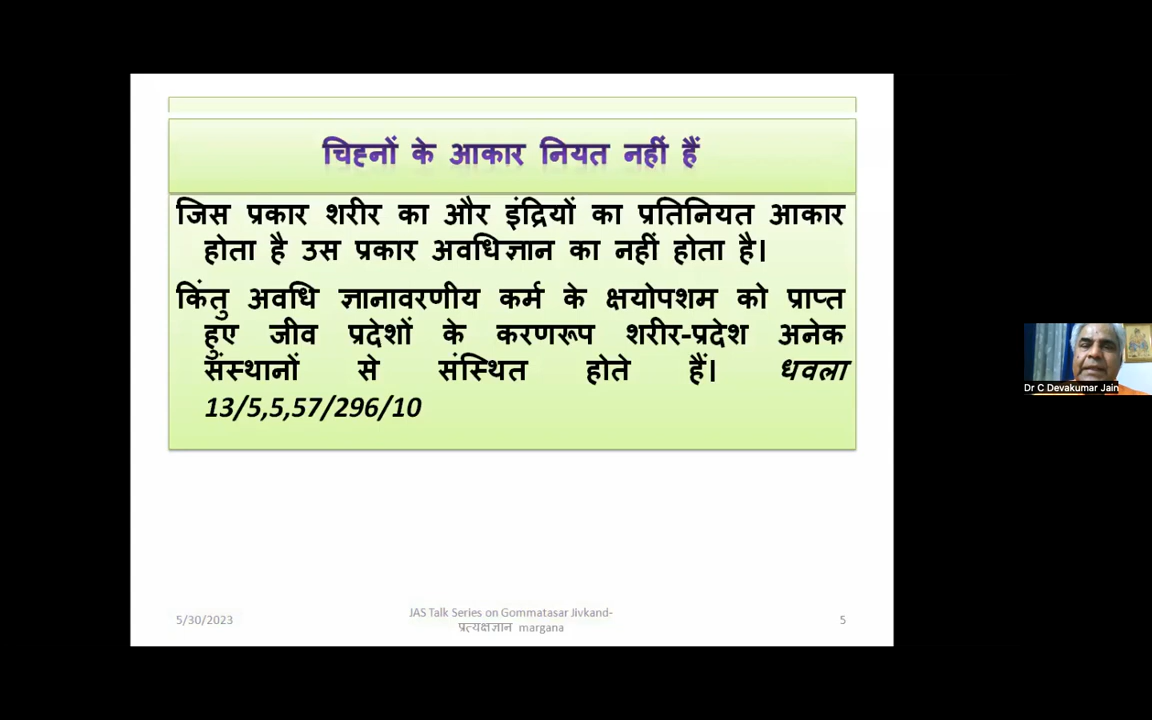 चिह्नों के आकार नियत नहीं हैं
जिस प्रकार शरीर का और इंद्रियों का प्रतिनियत आकार
होता है उस प्रकार अवधिज्ञान का नहीं होता है।
किंतु अवधि ज्ञानावरणीय कर्म के क्षयोपशम को प्राप्त
हुए जीव प्रदेशों के करणरूप शरीर-प्रदेश अनेक
संस्थानों से संस्थित होते हैं। धवला
13/5,5,57/296/10
Dr C Devakumar Jain
5/30/2023
JAS Talk Series on Gommatasar Jivkand-
प्रत्यक्षज्ञान margana
5